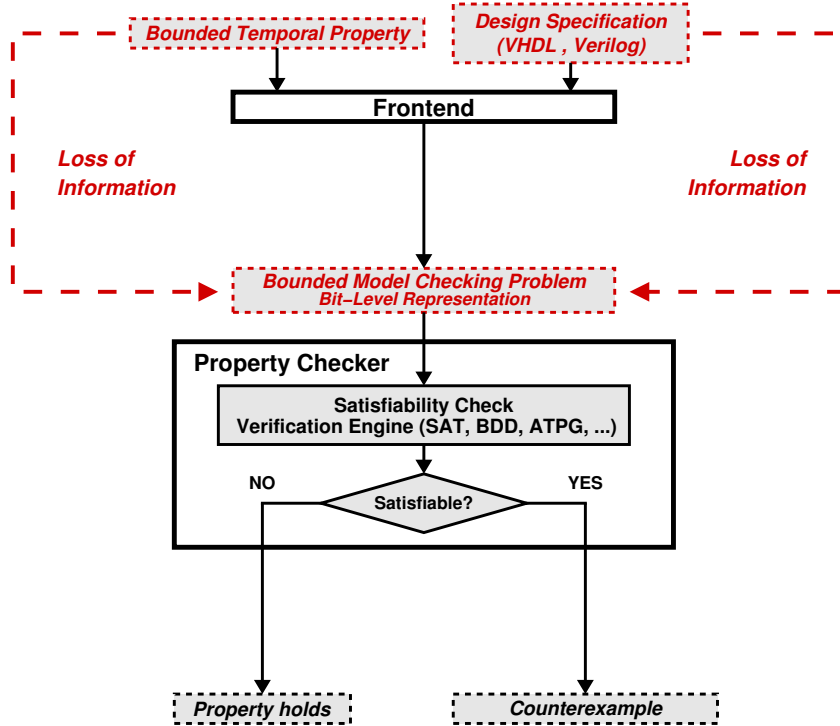 Bounded Temporal Property
Design Specification
(VHDL , Verilog)
Frontend
Loss of
Information
Loss of
Information
Bounded Model Checking Problem
Bit−Level Representation
Property Checker
Satisfiability Check
Verification Engine (SAT, BDD, ATPG, ...)
NO
YES
Satisfiable?
Property holds
Counterexample